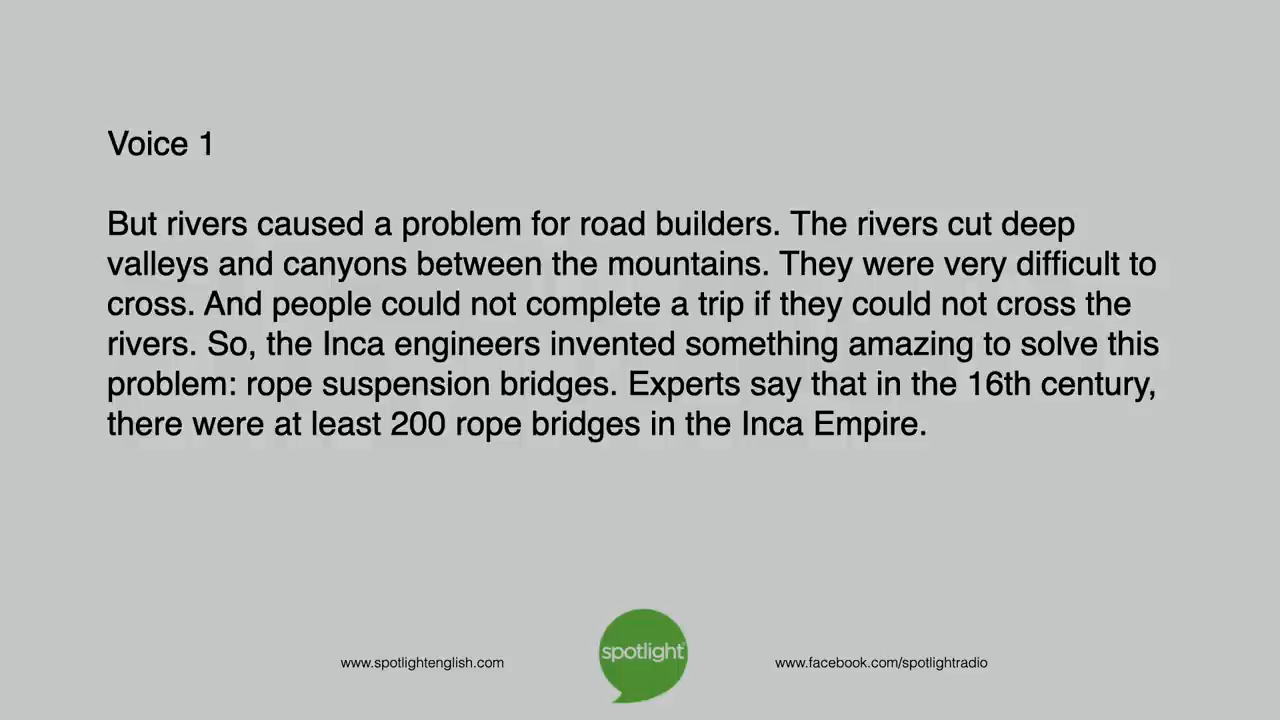 Voice 1
But rivers caused a problem for road builders. The rivers cut deep
valleys and canyons between the mountains. They were very difficult to
cross. And people could not complete a trip if they could not cross the
rivers. So, the Inca engineers invented something amazing to solve this
problem: rope suspension bridges. Experts say that in the 16th century,
there were at least 200 rope bridges in the Inca Empire.
www.spotlightenglish.com
spotlight
www.facebook.com/spotlightradio